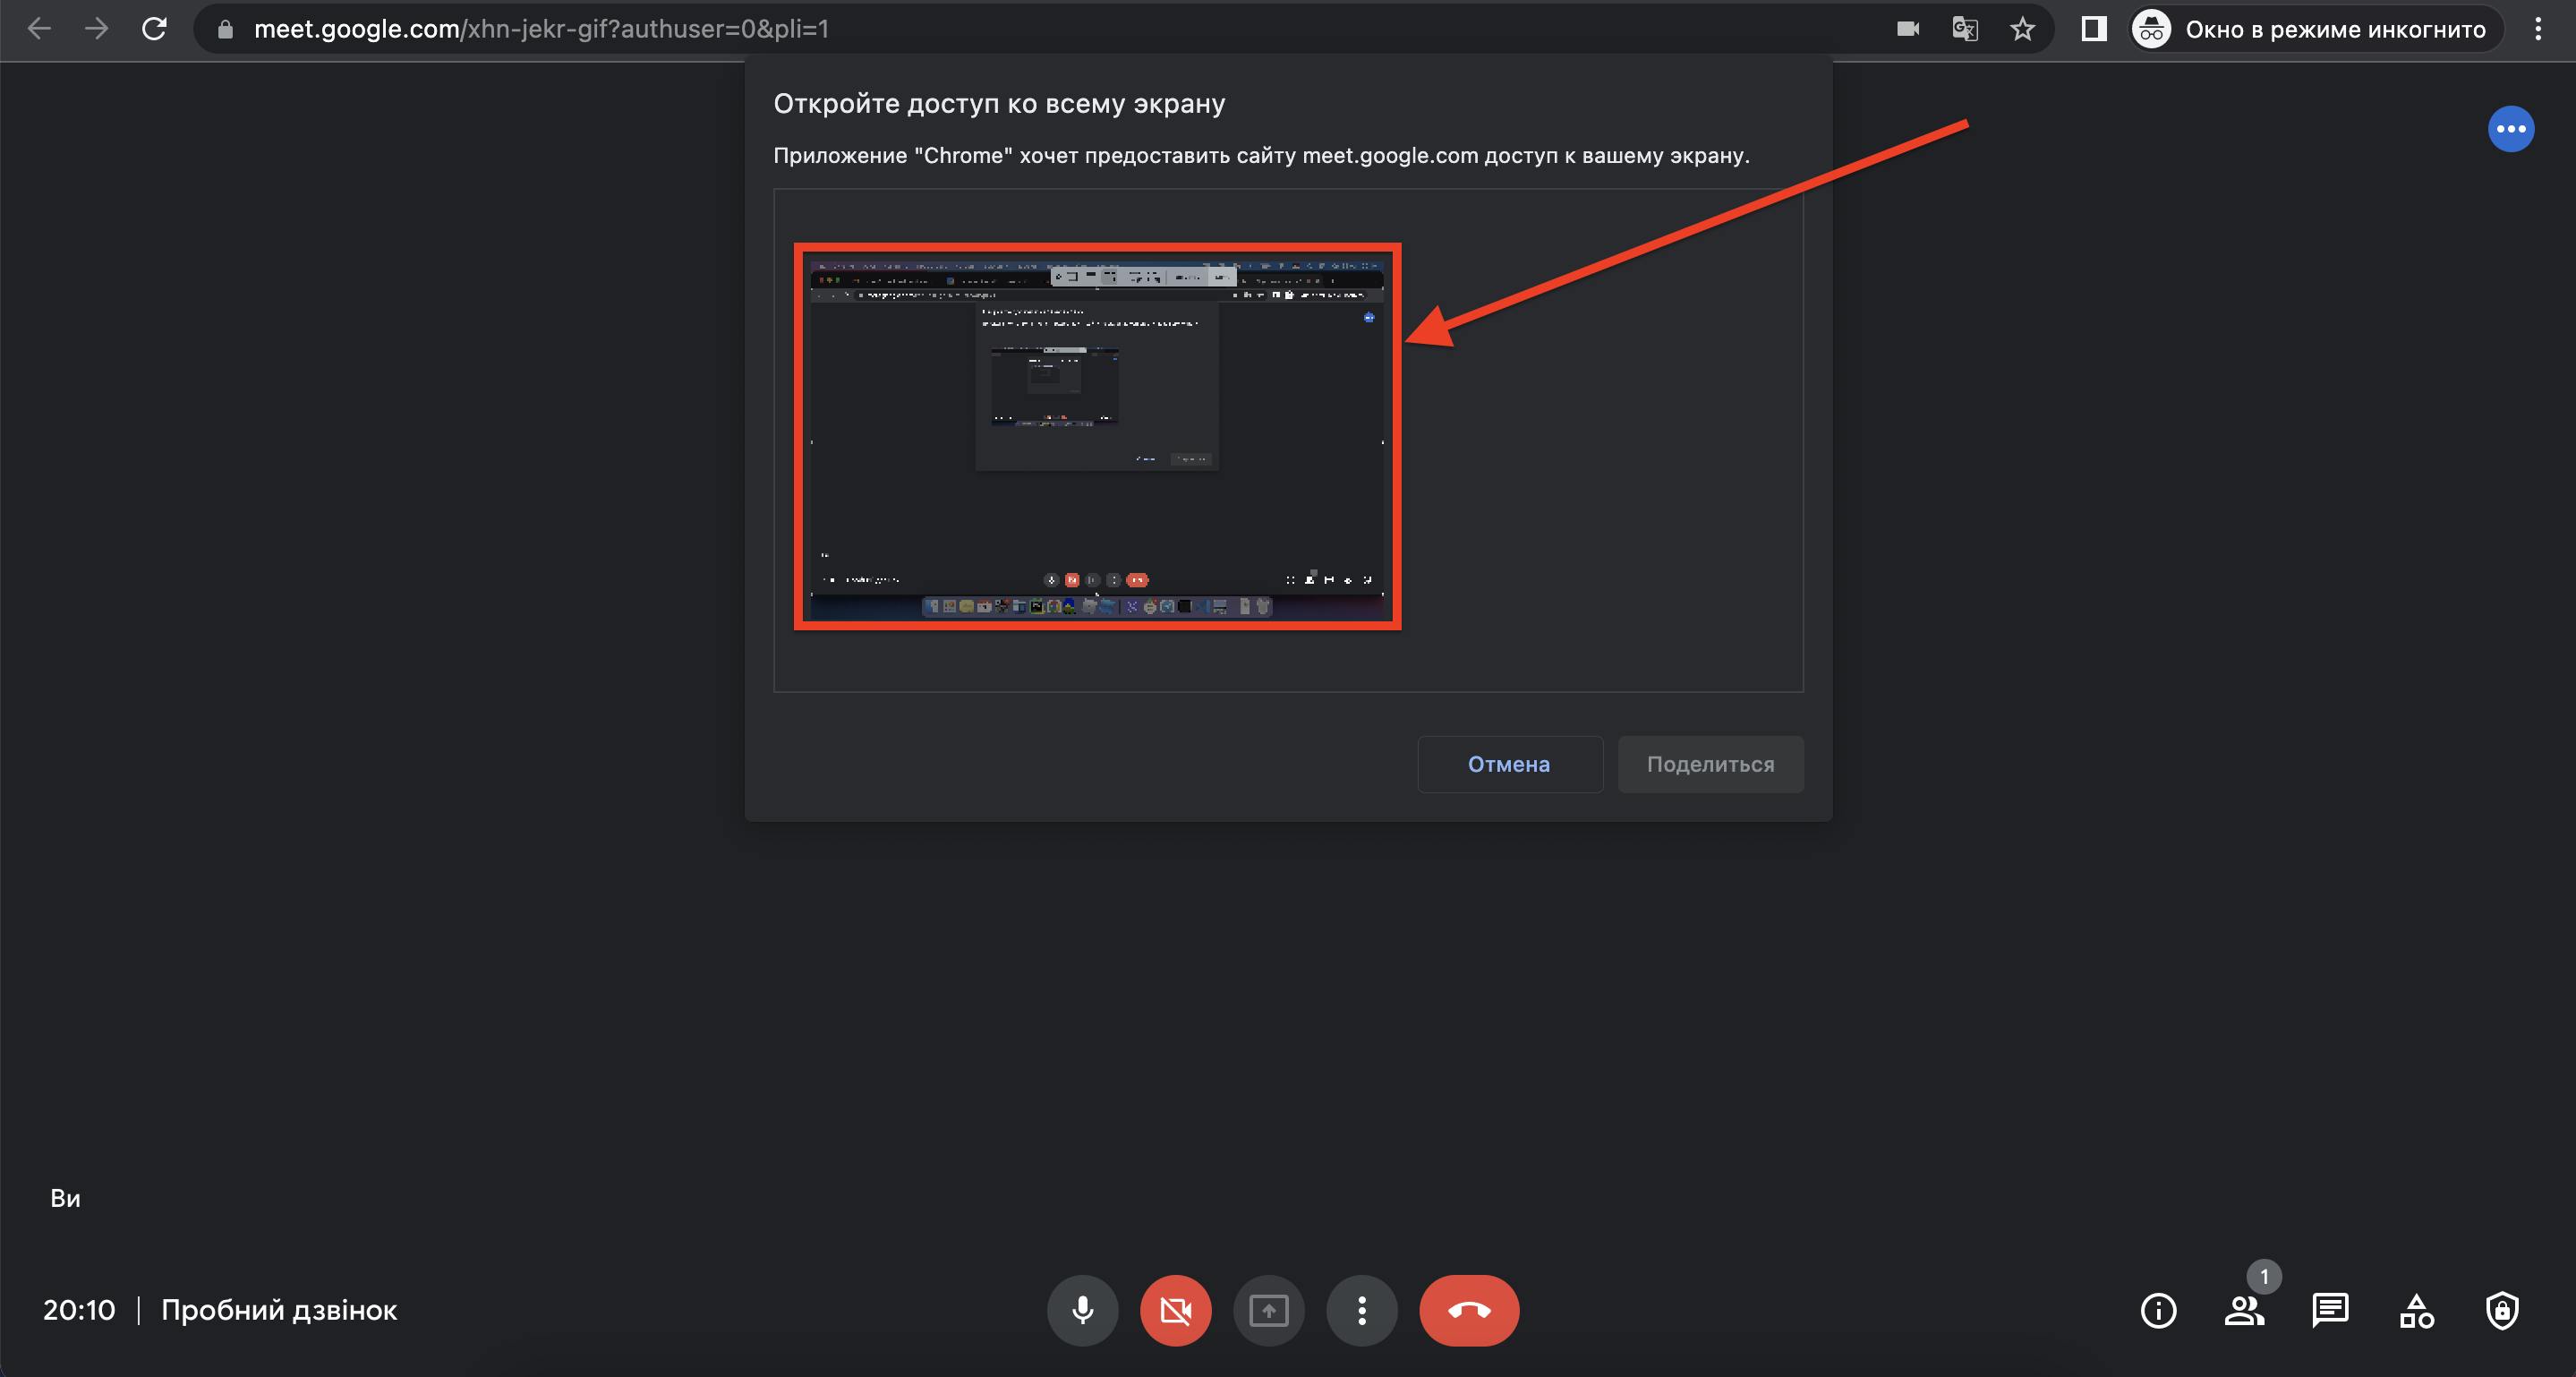 meet.google.com/xhn-jekr-gif?authuser=0&pli=1
Окно в режиме инкогнито
Откройте доступ ко всему экрану
Приложение "Chrome" хочет предоставить сайту meet.google.com доступ к вашему экрану.
Отмена
Поделиться
Ви
20:10 | Пробний дзвінок
1